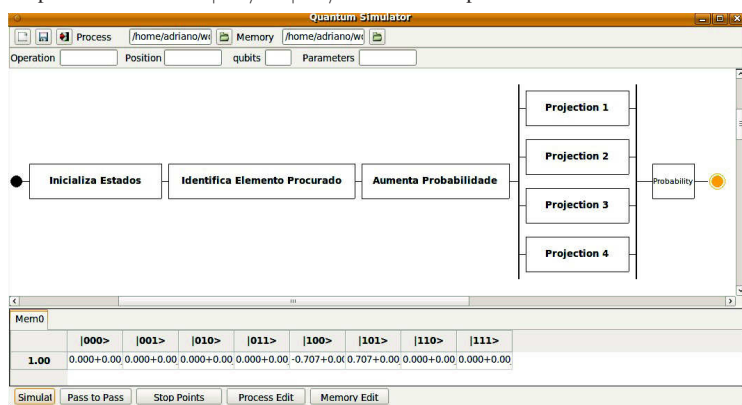 Quantum Simulator
Process /home/adriano/wo Memory /home/adriano/wo
Operation Position qubits Parameters
Projection 1
Projection 2
Inicializa Estados Identifica Elemento Procurado Aumenta Probabilidade Probability
Projection 3
Projection 4
Mem0
|000> |001> |010> |011> |100> |101> |110> |111>
1.00 0.000+0.00 0.000+0.00 0.000+0.00 0.000+0.00 -0.707+0.00 0.707+0.00 0.000+0.00 0.000+0.00
Simulat Pass to Pass Stop Points Process Edit Memory Edit